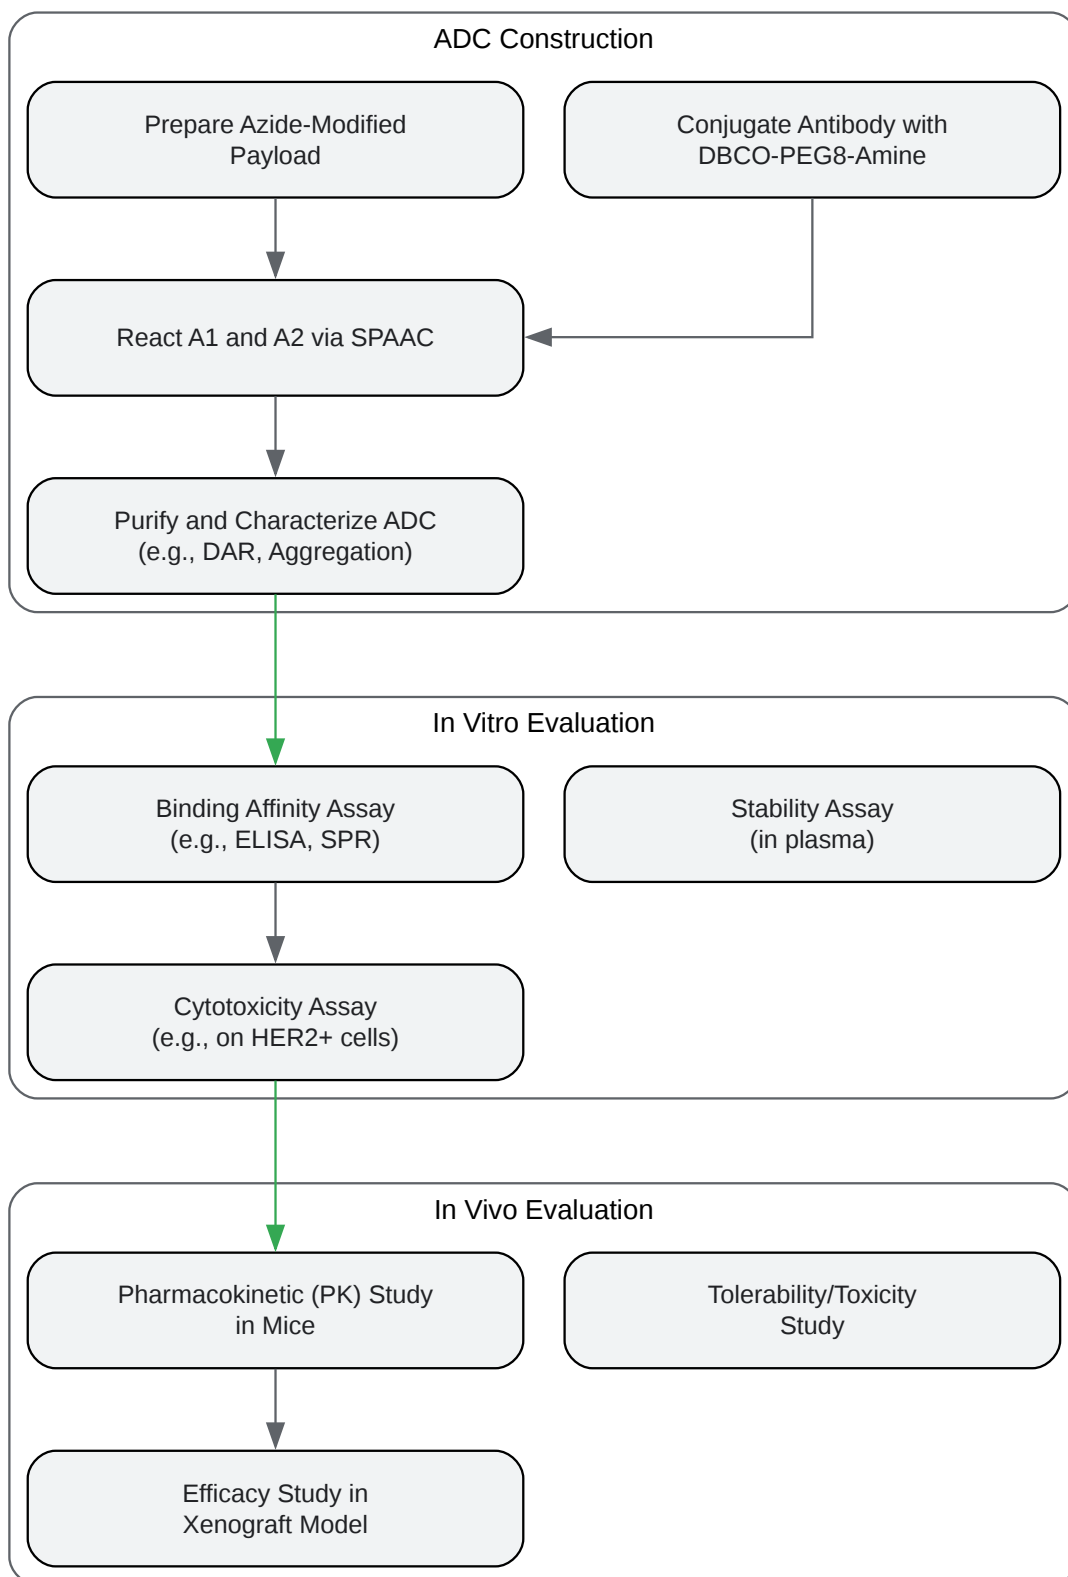 ADC Construction
Prepare Azide-Modified
Payload
Conjugate Antibody with
DBCO-PEG8-Amine
React A1 and A2 via SPAAC
Purify and Characterize ADC
(e.g., DAR, Aggregation)
In Vitro Evaluation
Binding Affinity Assay
(e.g., ELISA, SPR)
Stability Assay
(in plasma)
Cytotoxicity Assay
(e.g., on HER2+ cells)
In Vivo Evaluation
Pharmacokinetic (PK) Study
in Mice
Tolerability/Toxicity
Study
Efficacy Study in
Xenograft Model